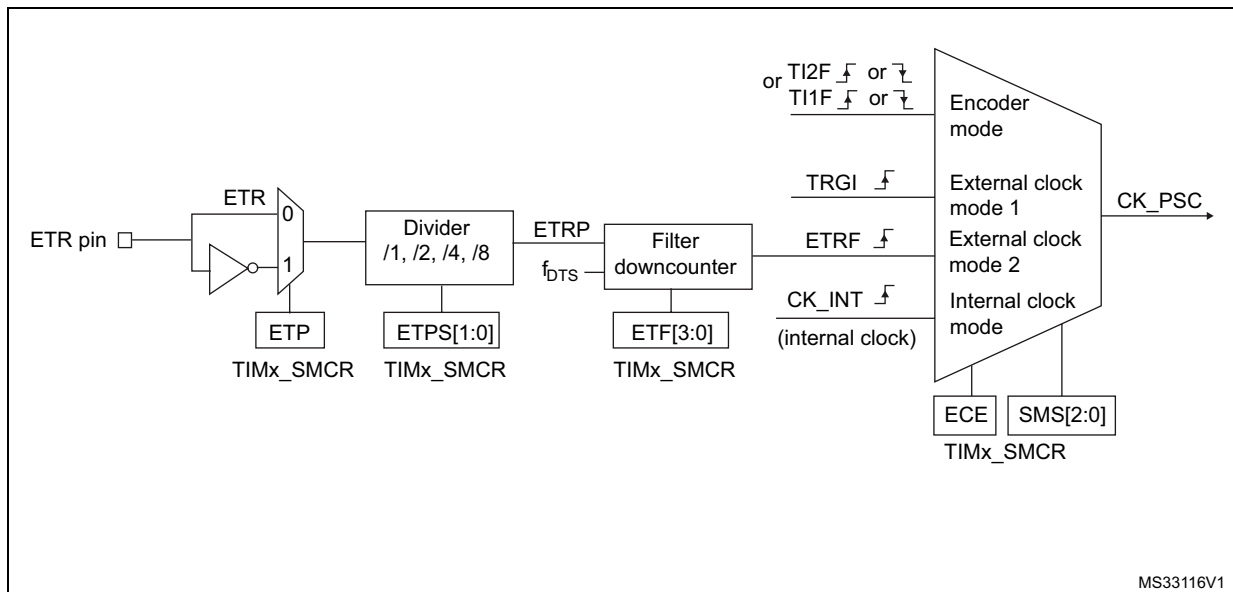 or TI2F or
TI1F or
Encoder
mode
TRGI
External clock
mode 1
CK_PSC
ETR
0
ETR pin
1
Divider
/1, /2, /4, /8
ETRP
fDTS
Filter
downcounter
ETRF
External clock
mode 2
CK_INT
(internal clock)
Internal clock
mode
ETP
TIMx_SMCR
ETPS[1:0]
TIMx_SMCR
ETF[3:0]
TIMx_SMCR
ECE
SMS[2:0]
TIMx_SMCR
MS33116V1